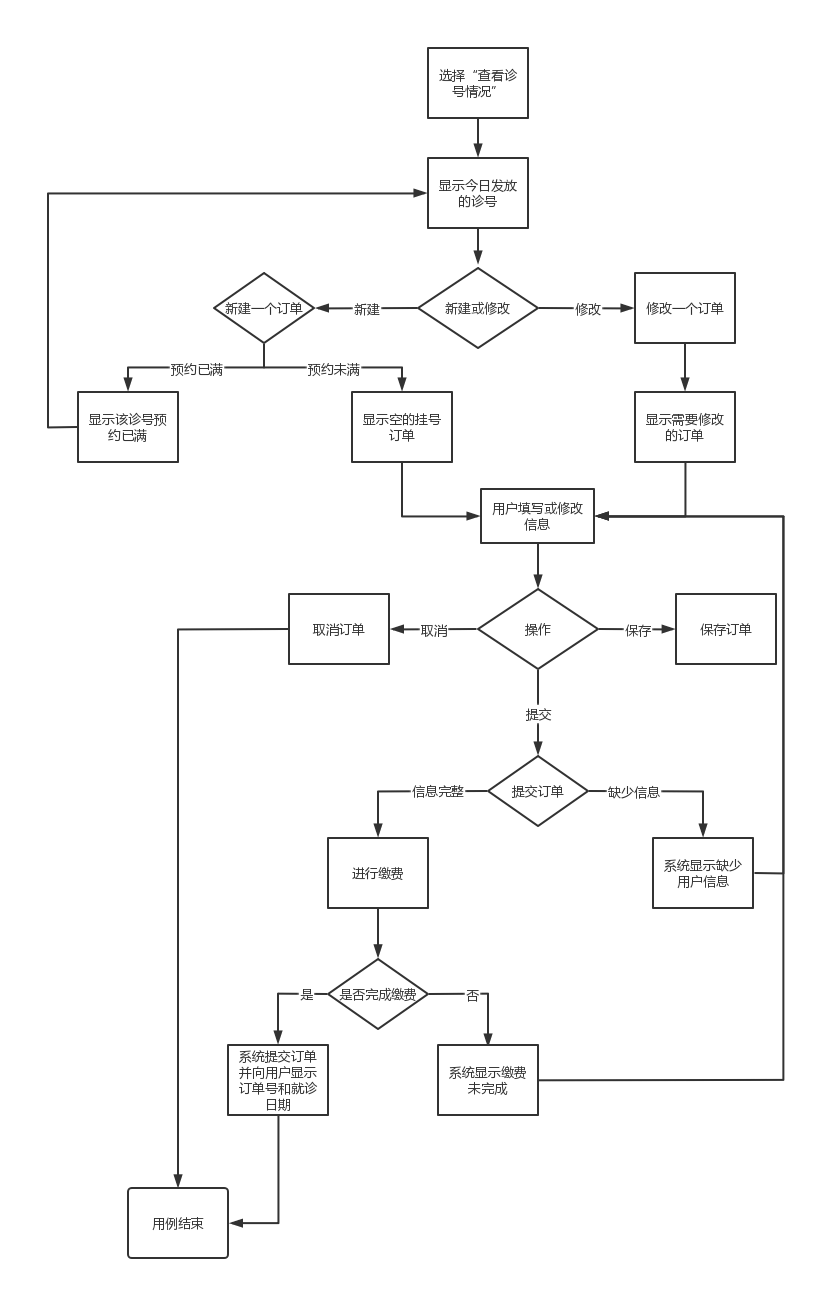 选择“查看诊
号情况”
显示今日发放
的诊号
新建一个订单
新建
新建或修改
修改
修改一个订单
预约已满
预约未满
显示该诊号预
约已满
显示空的挂号
订单
显示需要修改
的订单
用户填写或修改
信息
取消订单
取消
操作
保存
保存订单
提交
信息完整
提交订单
缺少信息
进行缴费
系统显示缺少
用户信息
是
是否完成缴费
否
系统提交订单
并向用户显示
订单号和就诊
日期
系统显示缴费
未完成
用例结束